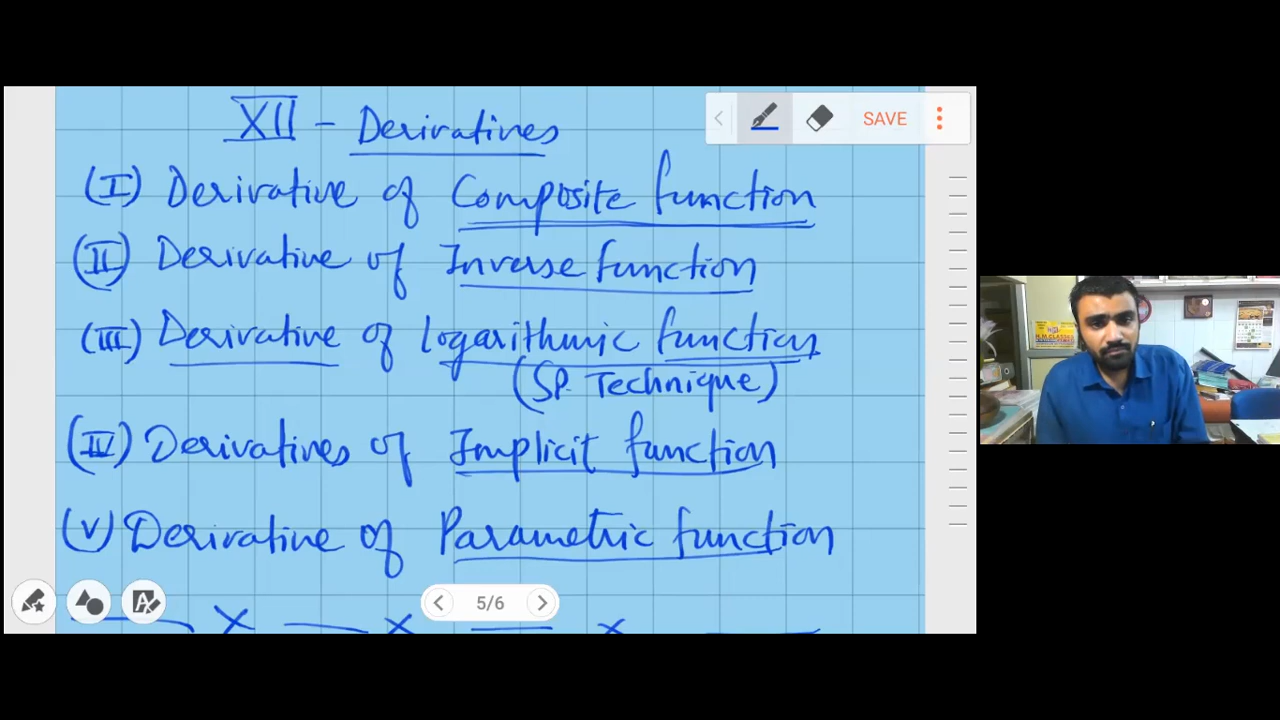 XII - Derivatives
SAVE
(I) Derivative of Composite function
(II) Derivative of Inverse function
(III) Derivative of logarithmic function
(SP. Technique)
(IV) Derivatives of Implicit function
(V) Derivative of Parametric function
5/6